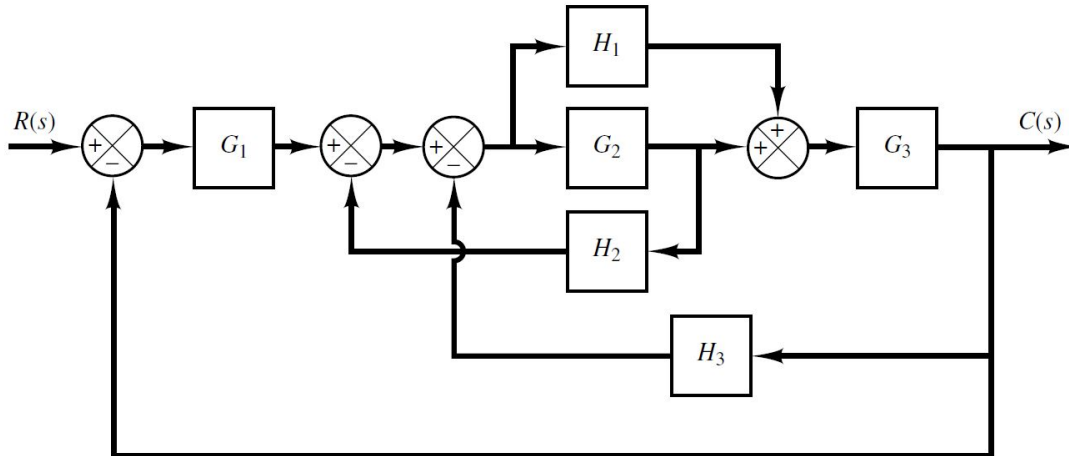 H₁
R(s)
C(s)
+
−
G₁
+
−
+
−
G₂
+
+
G₃
H₂
H₃